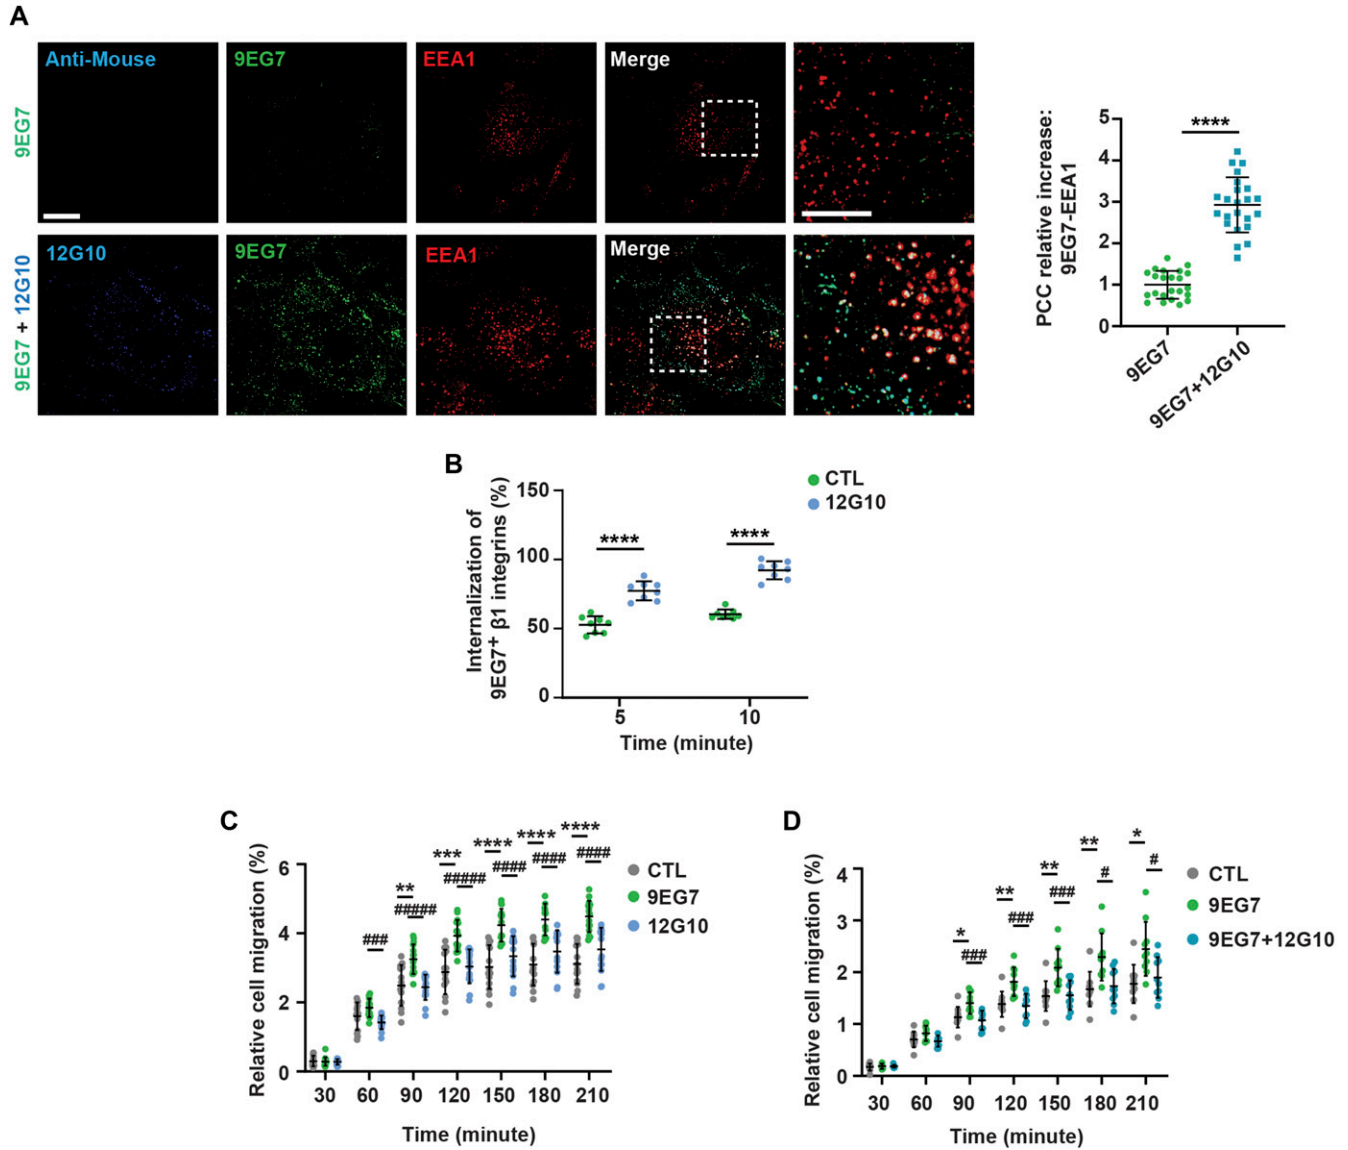 A
Anti-Mouse
9EG7
EEA1
Merge
9EG7
12G10
9EG7
EEA1
Merge
9EG7 + 12G10
PCC relative increase:
9EG7-EEA1
5
4
3
2
1
0
****
9EG7
9EG7+12G10
B
Internalization of
9EG7+ β1 integrins (%)
150
100
50
0
****
****
CTL
12G10
5
10
Time (minute)
C
Relative cell migration (%)
6
4
2
0
###
**
#####
***
#####
****
####
****
####
****
####
CTL
9EG7
12G10
30
60
90
120
150
180
210
Time (minute)
D
Relative cell migration (%)
4
3
2
1
0
*
###
**
###
**
###
**
#
*
#
CTL
9EG7
9EG7+12G10
30
60
90
120
150
180
210
Time (minute)